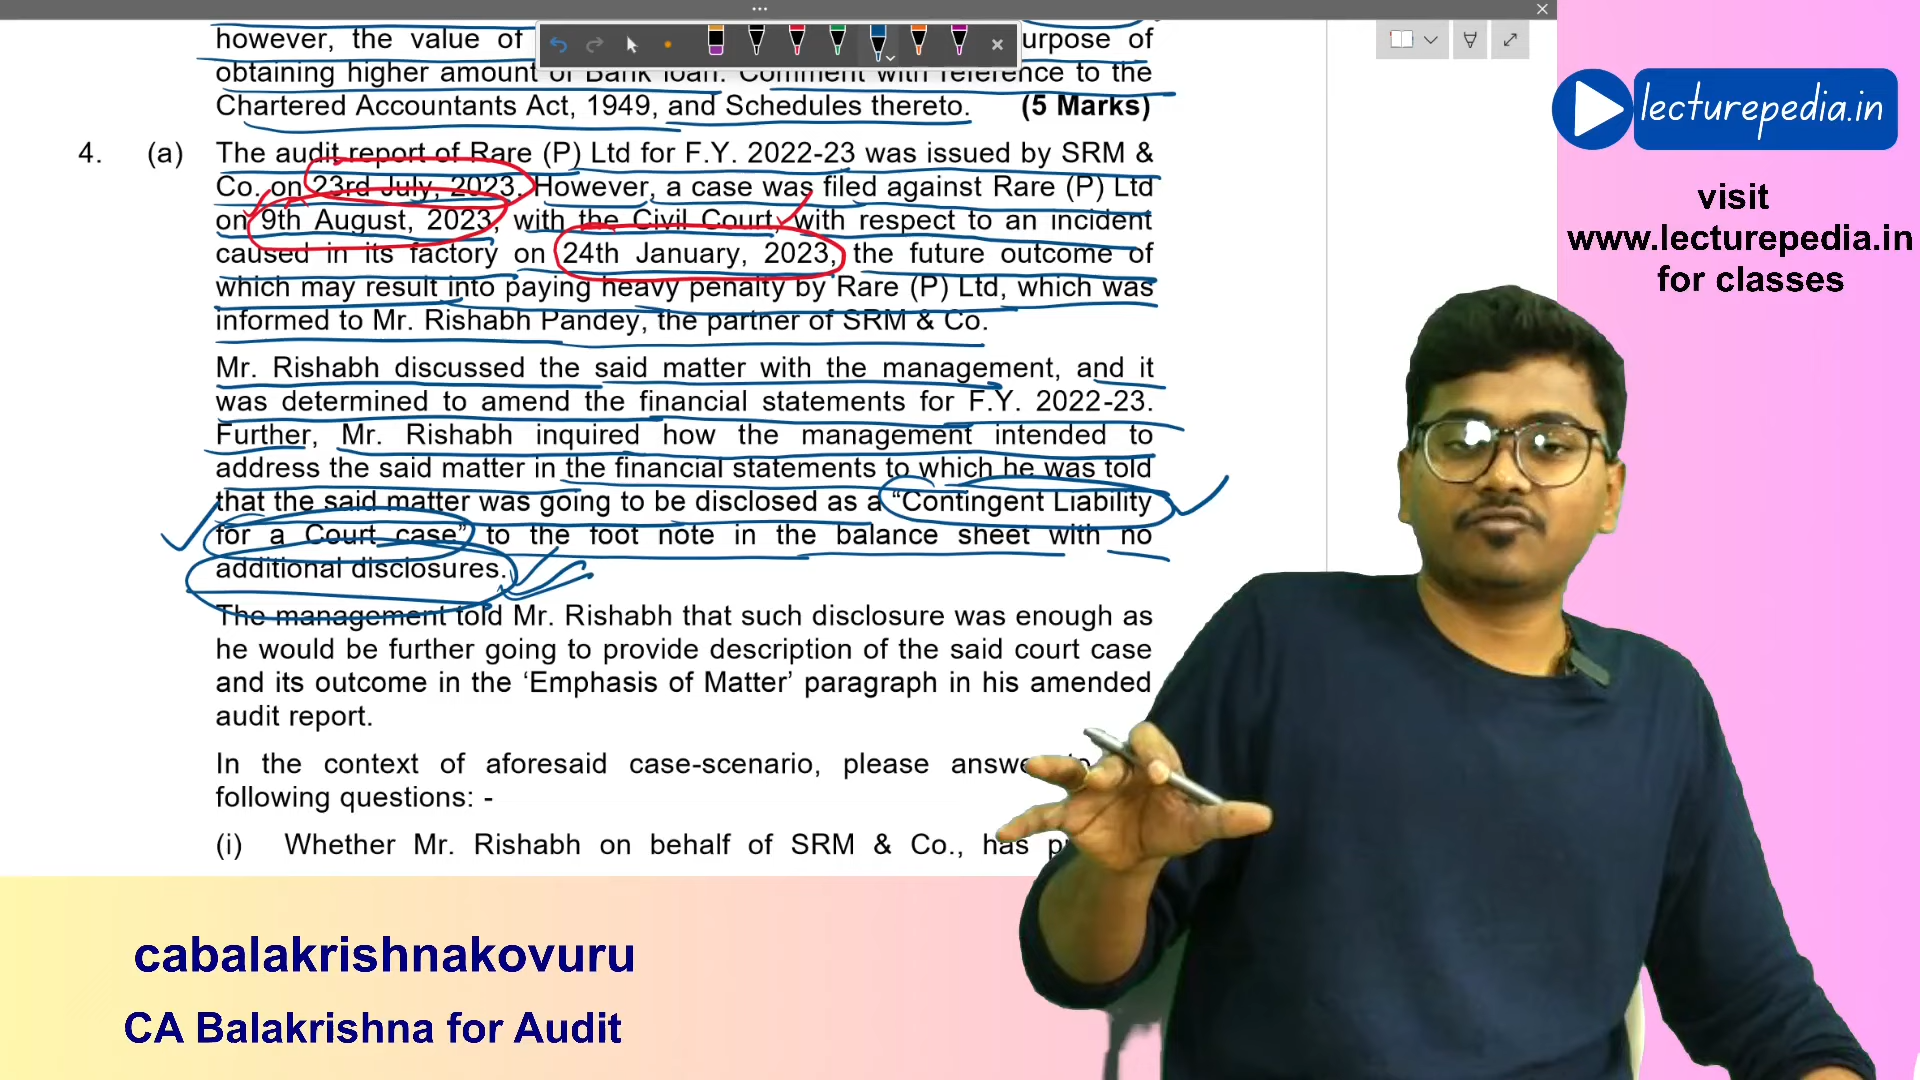 however, the value of
urpose of
obtaining higher amount of Bank loan. Comment with reference to the
Chartered Accountants Act, 1949, and Schedules thereto. (5 Marks)
4. (a) The audit report of Rare (P) Ltd for F.Y. 2022-23 was issued by SRM &
Co. on 23rd July, 2023. However, a case was filed against Rare (P) Ltd
on 9th August, 2023, with the Civil Court, with respect to an incident
caused in its factory on 24th January, 2023, the future outcome of
which may result into paying heavy penalty by Rare (P) Ltd, which was
informed to Mr. Rishabh Pandey, the partner of SRM & Co.
Mr. Rishabh discussed the said matter with the management, and it
was determined to amend the financial statements for F.Y. 2022-23.
Further, Mr. Rishabh inquired how the management intended to
address the said matter in the financial statements to which he was told
that the said matter was going to be disclosed as a “Contingent Liability
for a Court case” to the foot note in the balance sheet with no
additional disclosures.
The management told Mr. Rishabh that such disclosure was enough as
he would be further going to provide description of the said court case
and its outcome in the ‘Emphasis of Matter’ paragraph in his amended
audit report.
In the context of aforesaid case-scenario, please
following questions: -
(i) Whether Mr. Rishabh on behalf of SRM & Co., has
lecturepedia.in
visit
www.lecturepedia.in
for classes
cabalakrishnakovuru
CA Balakrishna for Audit